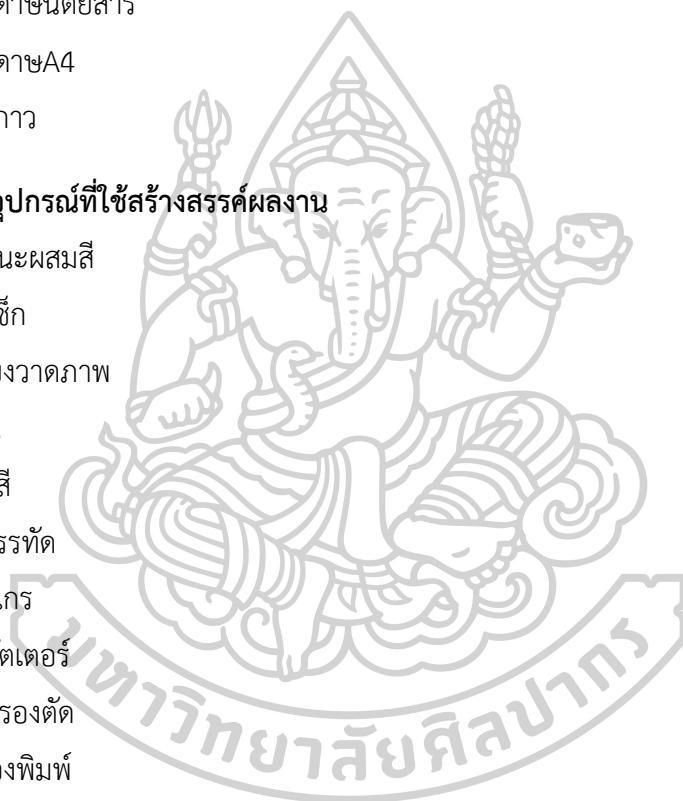 ดาษนิตยสาร
ดาษA4
กาว
อุปกรณ์ที่ใช้สร้างสรรค์ผลงาน
นะผสมสี
ช็ก
งวาดภาพ
สี
รรทัด
กร
ตเตอร์
รองตัด
องพิมพ์
มหาวิทยาลัยศิลปากร